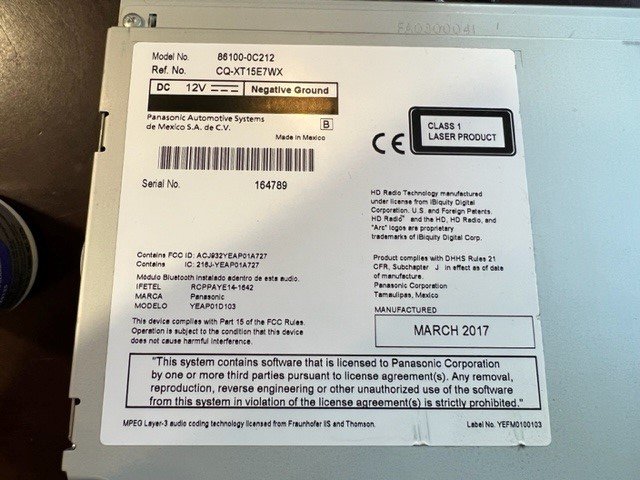 FA0200041
Model No. 86100-0C212
Ref. No. CQ-XT15E7WX
DC 12V Negative Ground
Panasonic Automotive Systems
de Mexico S.A. de C.V.
B
Made in Mexico
CE
CLASS 1
LASER PRODUCT
Serial No. 164789
HD Radio Technology manufactured
under license from iBiquity Digital
Corporation. U.S. and Foreign Patents.
HD Radio™ and the HD, HD Radio, and
"Arc" logos are proprietary
trademarks of iBiquity Digital Corp.
Contains FCC ID: ACJ932YEAP01A727
Contains IC: 216J-YEAP01A727
Módulo Bluetooth instalado adentro de esta audio.
IFETEL RCPPAYE14-1642
MARCA Panasonic
MODELO YEAP01D103
This device complies with Part 15 of the FCC Rules.
Operation is subject to the condition that this device
does not cause harmful interference.
Product complies with DHHS Rules 21
CFR, Subchapter J in effect as of date
of manufacture.
Panasonic Corporation
Tamaulipas, Mexico
MANUFACTURED
MARCH 2017
"This system contains software that is licensed to Panasonic Corporation
by one or more third parties pursuant to license agreement(s). Any removal,
reproduction, reverse engineering or other unauthorized use of the software
from this system in violation of the license agreement(s) is strictly prohibited."
MPEG Layer-3 audio coding technology licensed from Fraunhofer IIS and Thomson.
Label No. YEFM0100103